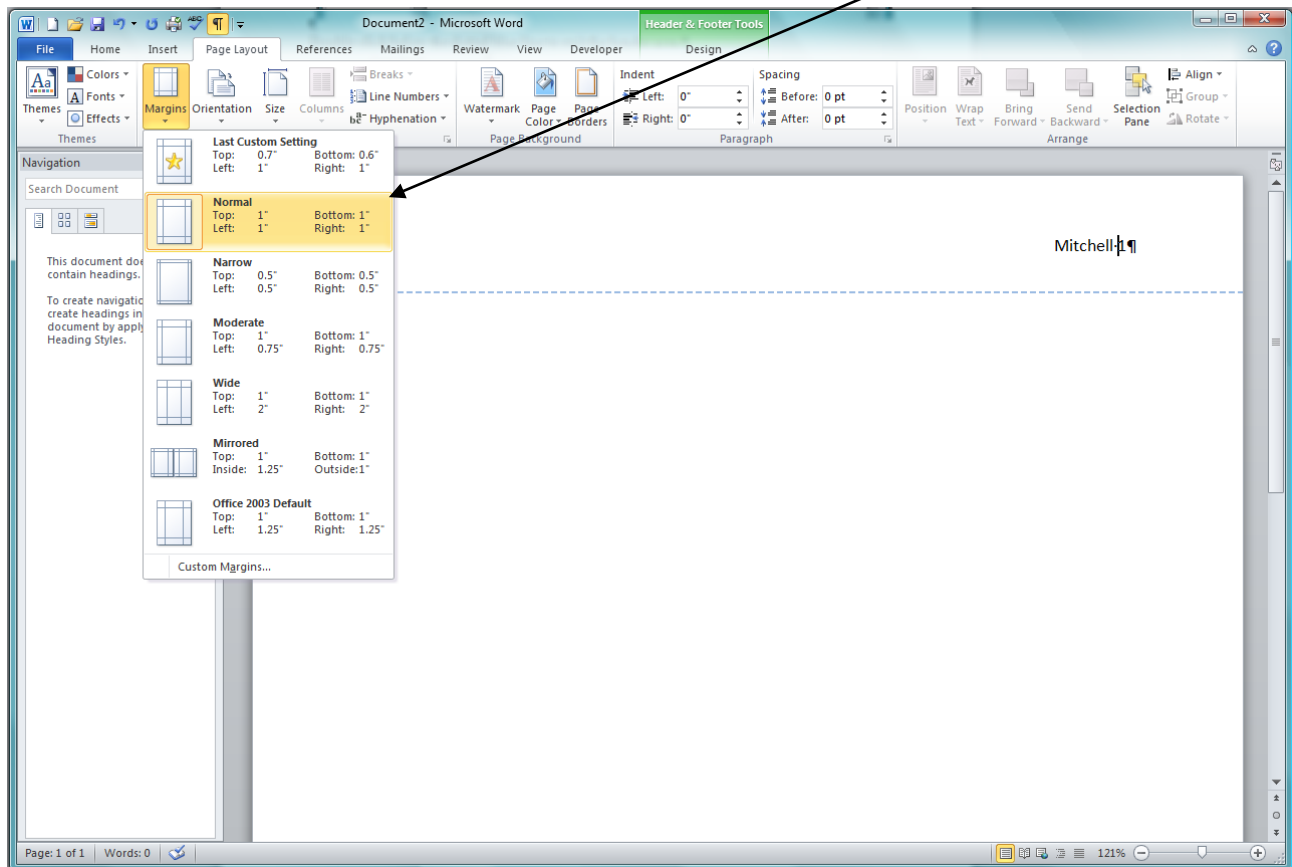 W ABC ¶ Document2 - Microsoft Word Header & Footer Tools
File Home Insert Page Layout References Mailings Review View Developer Design
Aa Colors Breaks Indent Spacing Align
A Fonts Line Numbers Left: 0" Before: 0 pt Group
Themes Effects Margins Orientation Size Columns Hyphenation Watermark Page Color Page Borders Right: 0" After: 0 pt Position Wrap Text Bring Forward Send Backward Selection Pane Rotate
Themes Page Background Paragraph Arrange
Navigation
Search Document
This document
contain headings.
To create
create headings in
document by
Heading Styles.
Last Custom Setting
Top: 0.7" Bottom: 0.6"
Left: 1" Right: 1"
Normal
Top: 1" Bottom: 1"
Left: 1" Right: 1"
Narrow
Top: 0.5" Bottom: 0.5"
Left: 0.5" Right: 0.5"
Moderate
Top: 1" Bottom: 1"
Left: 0.75" Right: 0.75"
Wide
Top: 1" Bottom: 1"
Left: 2" Right: 2"
Mirrored
Top: 1" Bottom: 1"
Inside: 1.25" Outside:1"
Office 2003 Default
Top: 1" Bottom: 1"
Left: 1.25" Right: 1.25"
Custom Margins...
Mitchell·1¶
Page: 1 of 1 Words: 0 121%